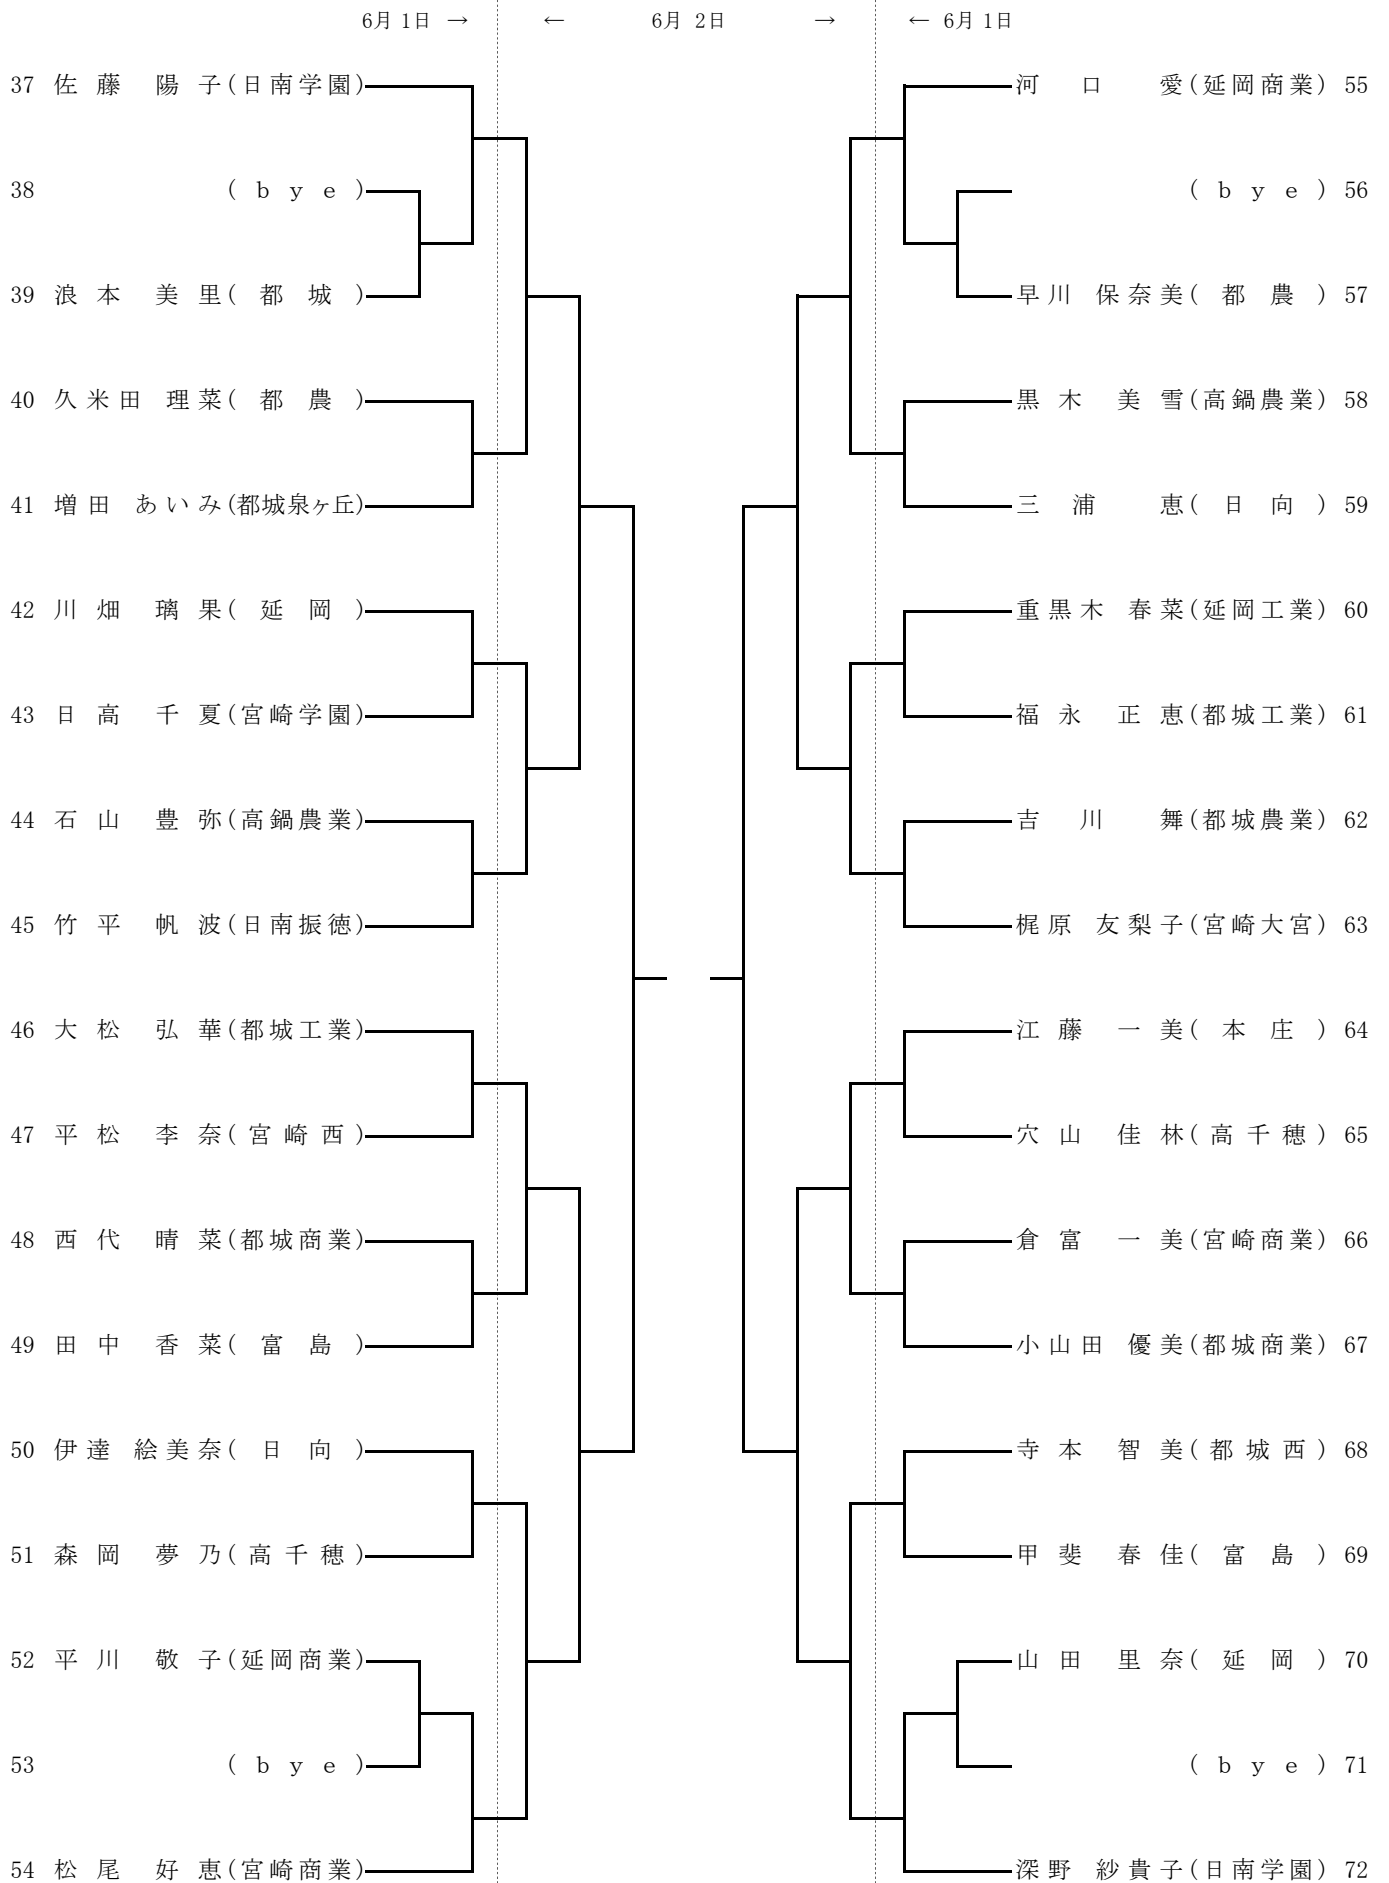 6月 1日 → ← 6月 2日 → ← 6月 1日
37 佐藤 陽子(日南学園) 河口 愛(延岡商業) 55
38 (bye) (bye) 56
39 浪本 美里(都城) 早川 保奈美(都農) 57
40 久米田 理菜(都農) 黒木 美雪(高鍋農業) 58
41 増田 あいみ(都城泉ヶ丘) 三浦 恵(日向) 59
42 川畑 璃果(延岡) 重黒木 春菜(延岡工業) 60
43 日高 千夏(宮崎学園) 福永 正恵(都城工業) 61
44 石山 豊弥(高鍋農業) 吉川 舞(都城農業) 62
45 竹平 帆波(日南振徳) 梶原 友梨子(宮崎大宮) 63
46 大松 弘華(都城工業) 江藤 一美(本庄) 64
47 平松 李奈(宮崎西) 穴山 佳林(高千穂) 65
48 西代 晴菜(都城商業) 倉富 一美(宮崎商業) 66
49 田中 香菜(富島) 小山田 優美(都城商業) 67
50 伊達 絵美奈(日向) 寺本 智美(都城西) 68
51 森岡 夢乃(高千穂) 甲斐 春佳(富島) 69
52 平川 敬子(延岡商業) 山田 里奈(延岡) 70
53 (bye) (bye) 71
54 松尾 好恵(宮崎商業) 深野 紗貴子(日南学園) 72